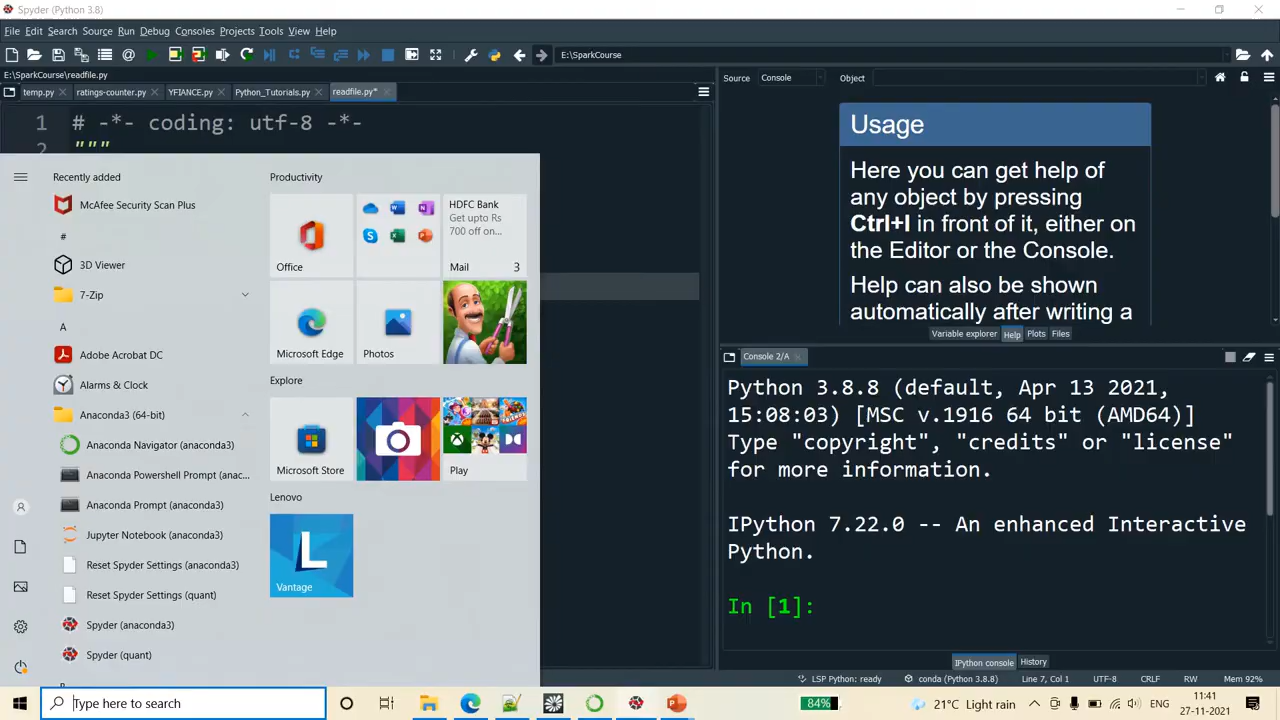 Spyder (Python 3.8)
File Edit Search Source Run Debug Consoles Projects Tools View Help
E:\SparkCourse
E:\SparkCourse\readfile.py
temp.py ratings-counter.py YFIANCE.py Python_Tutorials.py readfile.py*
1 # -*- coding: utf-8 -*-
2 """
Source Console Object
Usage
Here you can get help of
any object by pressing
Ctrl+I in front of it, either on
the Editor or the Console.
Help can also be shown
automatically after writing a
Variable explorer Help Plots Files
Console 2/A
Python 3.8.8 (default, Apr 13 2021,
15:08:03) [MSC v.1916 64 bit (AMD64)]
Type "copyright", "credits" or "license"
for more information.
IPython 7.22.0 -- An enhanced Interactive
Python.
In [1]:
IPython console History
LSP Python: ready conda (Python 3.8.8) Line 7, Col 1 UTF-8 CRLF RW Mem 92%
Recently added
McAfee Security Scan Plus
#
3D Viewer
7-Zip
A
Adobe Acrobat DC
Alarms & Clock
Anaconda3 (64-bit)
Anaconda Navigator (anaconda3)
Anaconda Powershell Prompt (anac...
Anaconda Prompt (anaconda3)
Jupyter Notebook (anaconda3)
Reset Spyder Settings (anaconda3)
Reset Spyder Settings (quant)
Spyder (anaconda3)
Spyder (quant)
Productivity
Office
HDFC Bank
Get upto Rs
700 off on...
Mail 3
Microsoft Edge
Photos
Explore
Microsoft Store
Play
Lenovo
L
Vantage
Type here to search
84%
21°C Light rain
ENG
11:41
27-11-2021